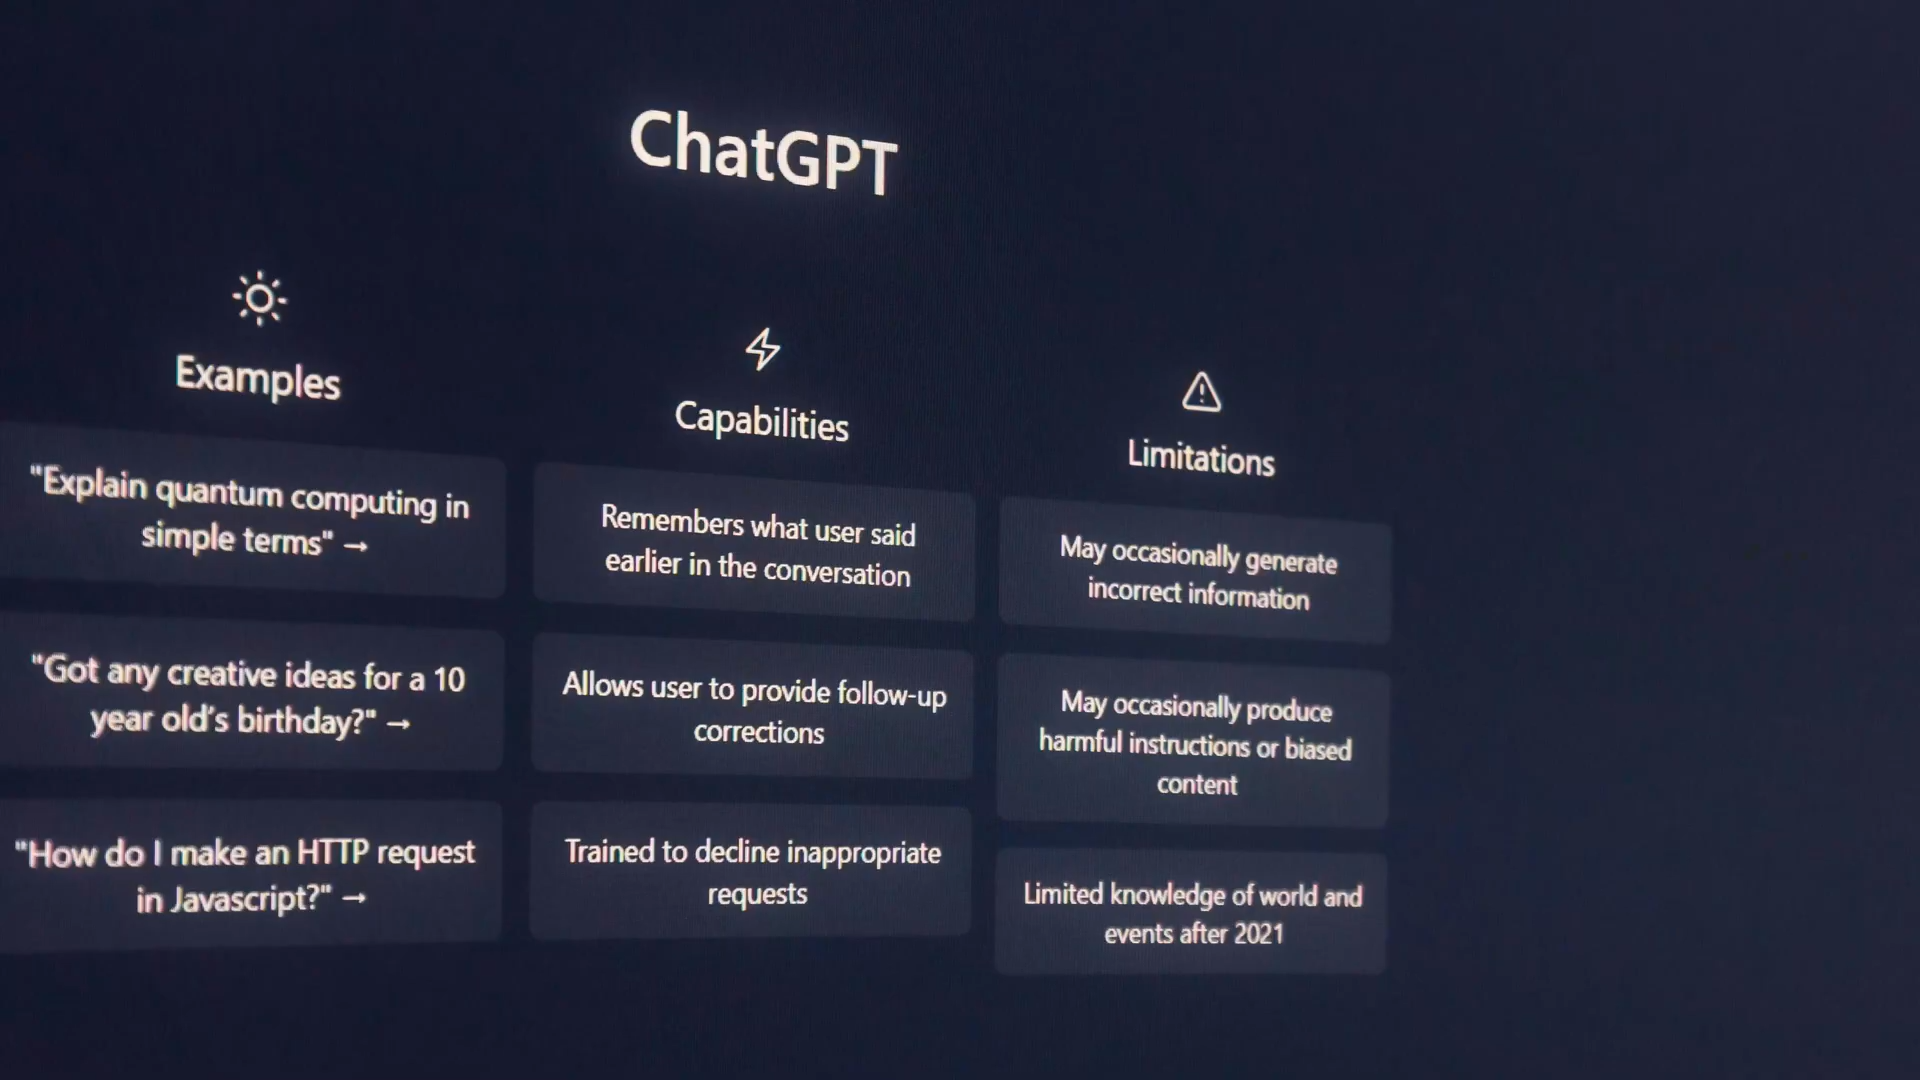 ChatGPT
Examples
"Explain quantum computing in
simple terms" →
"Got any creative ideas for a 10
year old's birthday?" →
"How do I make an HTTP request
in Javascript?" →
Capabilities
Remembers what user said
earlier in the conversation
Allows user to provide follow-up
corrections
Trained to decline inappropriate
requests
Limitations
May occasionally generate
incorrect information
May occasionally produce
harmful instructions or biased
content
Limited knowledge of world and
events after 2021